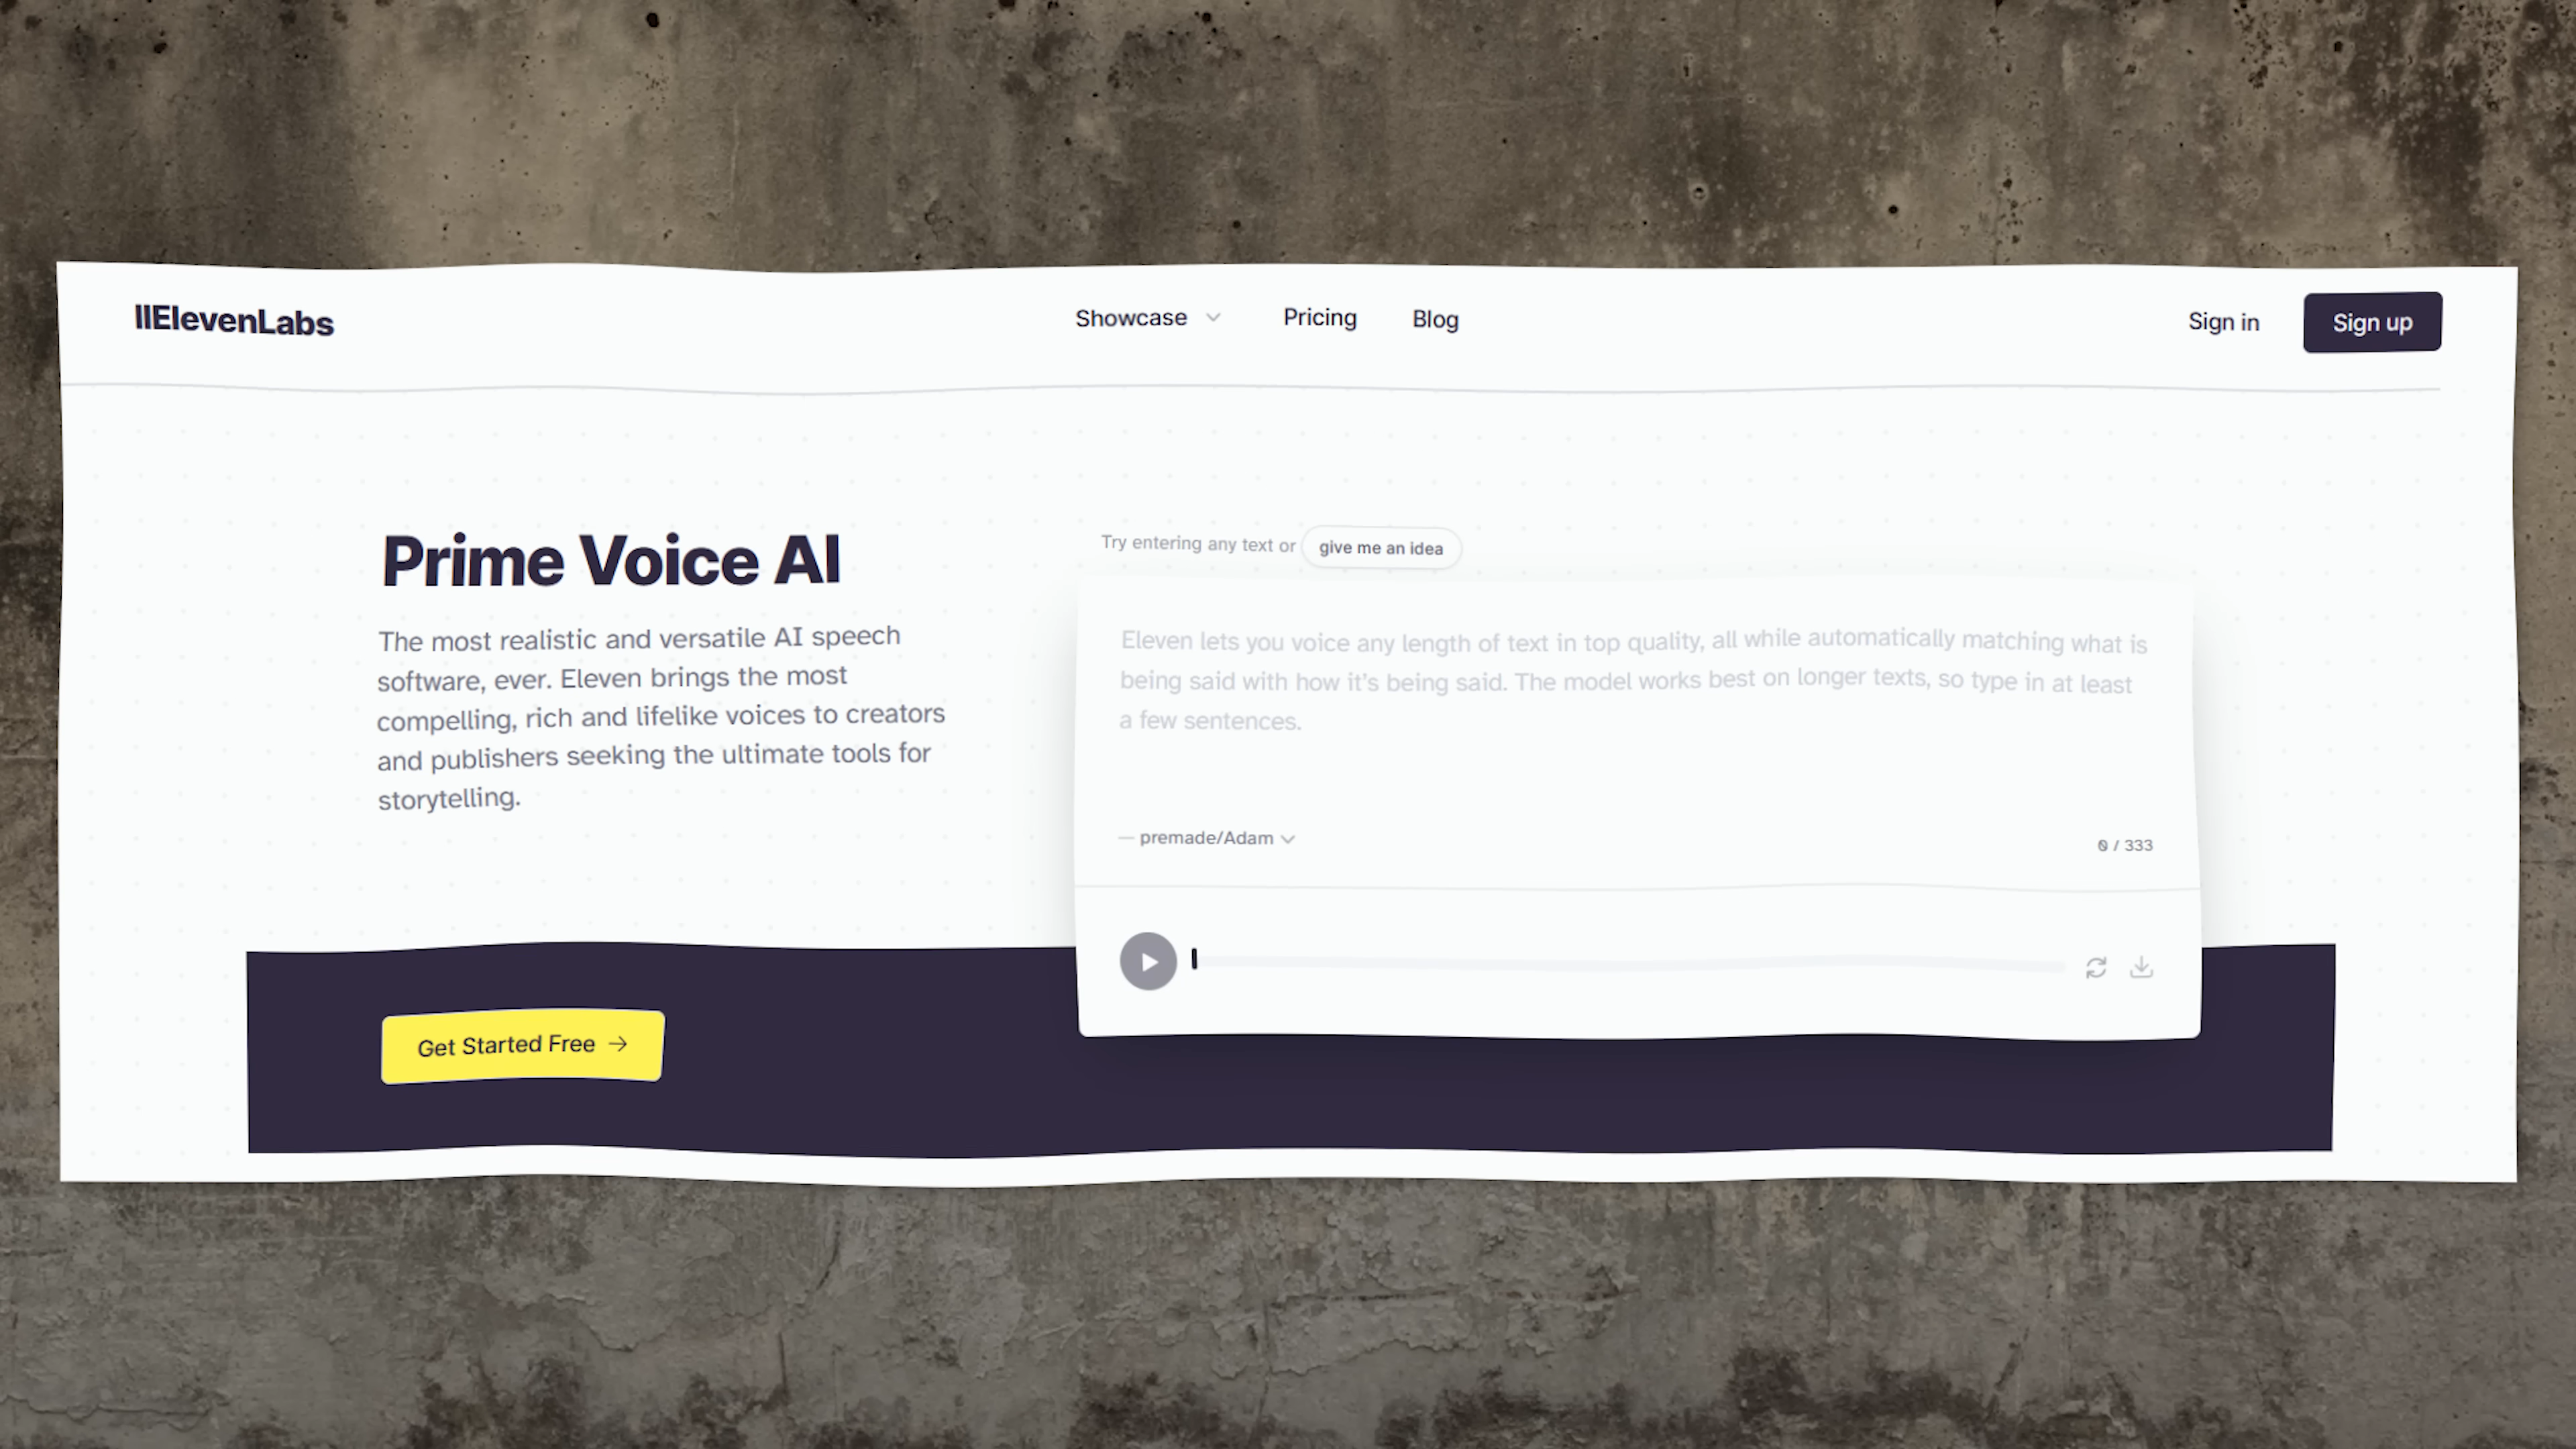 IIElevenLabs
Showcase
Pricing
Blog
Sign in
Sign up
Prime Voice AI
The most realistic and versatile AI speech
software, ever. Eleven brings the most
compelling, rich and lifelike voices to creators
and publishers seeking the ultimate tools for
storytelling.
Get Started Free →
Try entering any text or give me an idea
Eleven lets you voice any length of text in top quality, all while automatically matching what is
being said with how it's being said. The model works best on longer texts, so type in at least
a few sentences.
— premade/Adam
0 / 333